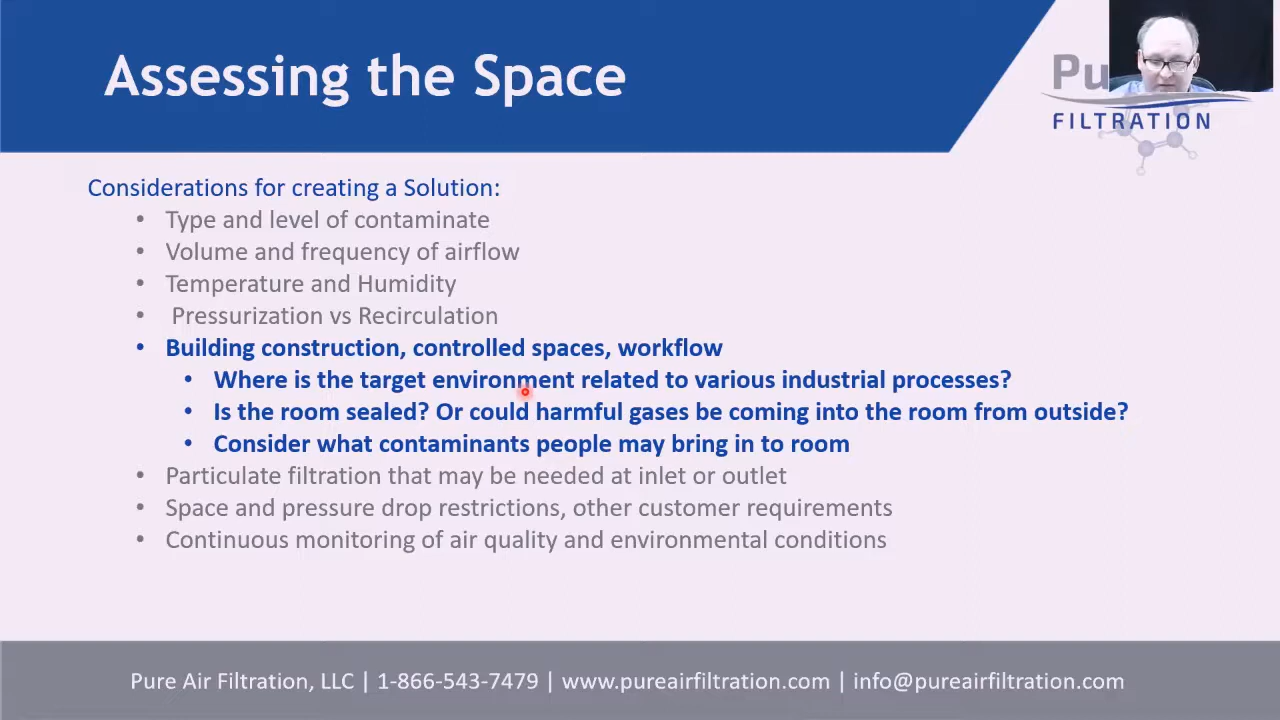 Assessing the Space
Pu
FILTRATION
Considerations for creating a Solution:
• Type and level of contaminate
• Volume and frequency of airflow
• Temperature and Humidity
• Pressurization vs Recirculation
• Building construction, controlled spaces, workflow
• Where is the target environment related to various industrial processes?
• Is the room sealed? Or could harmful gases be coming into the room from outside?
• Consider what contaminants people may bring in to room
• Particulate filtration that may be needed at inlet or outlet
• Space and pressure drop restrictions, other customer requirements
• Continuous monitoring of air quality and environmental conditions
Pure Air Filtration, LLC | 1-866-543-7479 | www.pureairfiltration.com | info@pureairfiltration.com